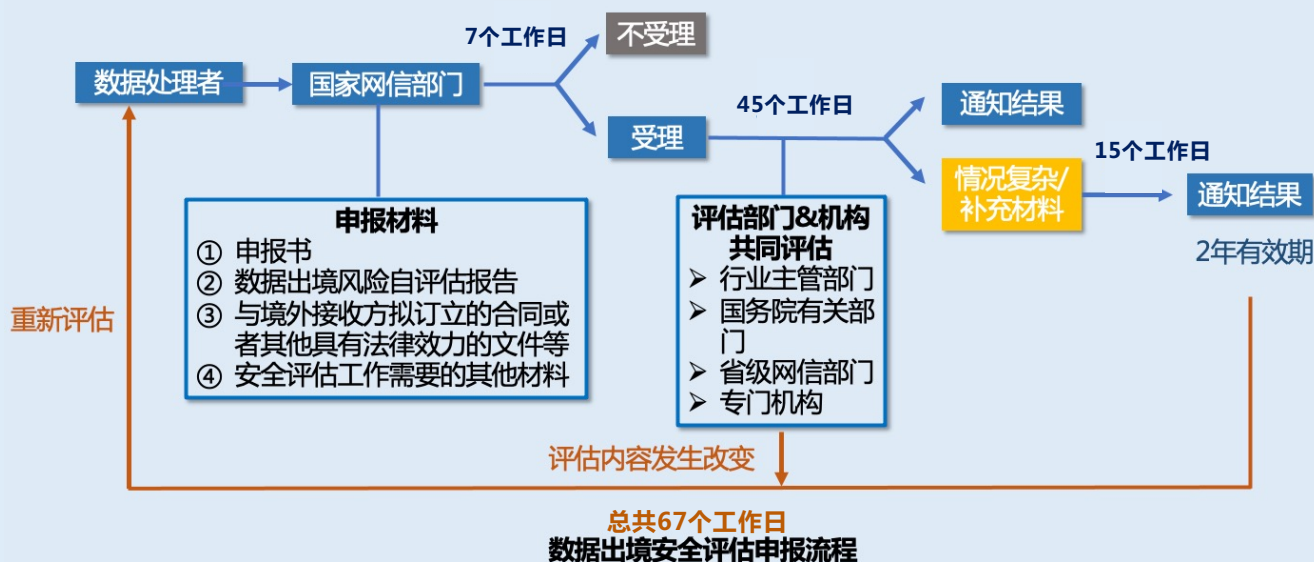 7个工作日
不受理
数据处理者
国家网信部门
45个工作日
通知结果
受理
15个工作日
情况复杂/
补充材料
通知结果
2年有效期
申报材料
① 申报书
② 数据出境风险自评估报告
③ 与境外接收方拟订立的合同或
者其他具有法律效力的文件等
④ 安全评估工作需要的其他材料
评估部门&机构
共同评估
➢ 行业主管部门
➢ 国务院有关部
门
➢ 省级网信部门
➢ 专门机构
重新评估
评估内容发生改变
总共67个工作日
数据出境安全评估申报流程